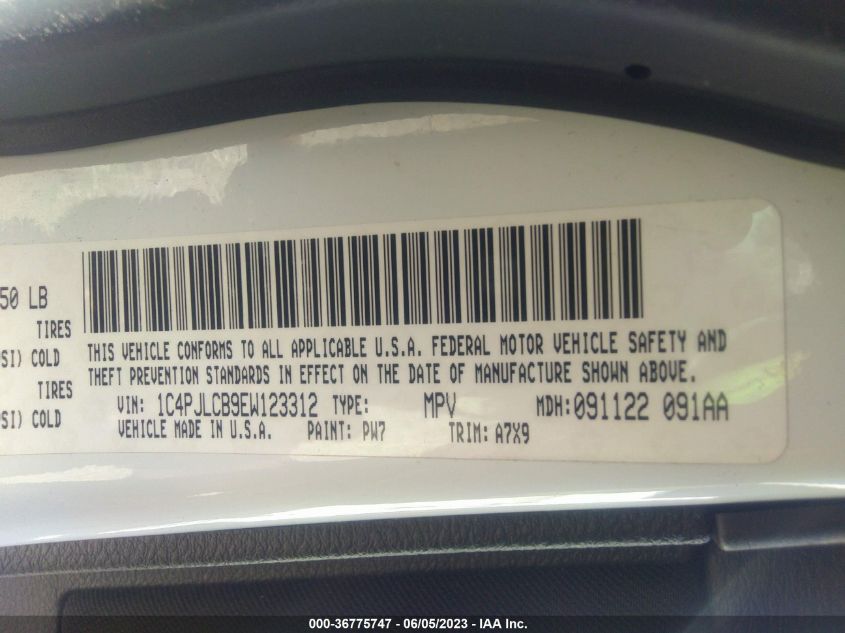 50 LB
TIRES
SI) COLD
TIRES
SI) COLD
THIS VEHICLE CONFORMS TO ALL APPLICABLE U.S.A. FEDERAL MOTOR VEHICLE SAFETY AND
THEFT PREVENTION STANDARDS IN EFFECT ON THE DATE OF MANUFACTURE SHOWN ABOVE.
VIN: 1C4PJLCB9EW123312 TYPE: MPV MDH: 091122 091AA
VEHICLE MADE IN U.S.A. PAINT: PW7 TRIM: A7X9
000-36775747 - 06/05/2023 - IAA Inc.